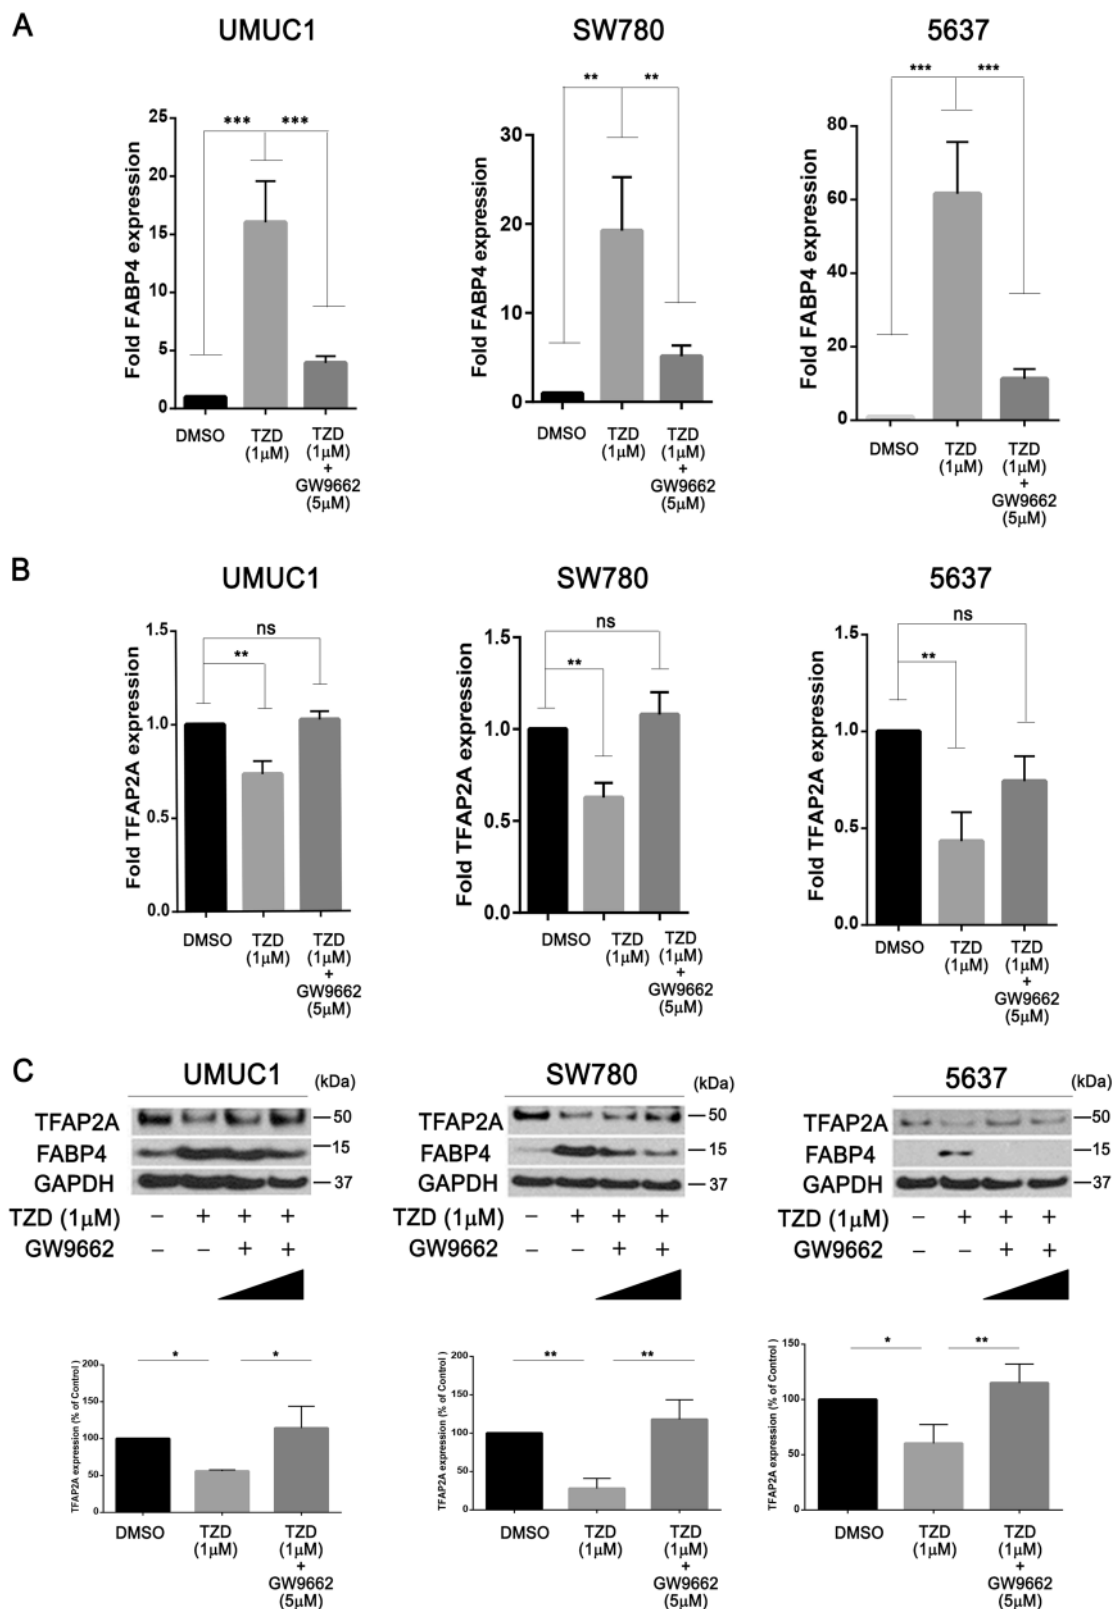 A
UMUC1
SW780
5637
Fold FABP4 expression
25
20
15
10
5
0
***
***
DMSO
TZD
(1μM)
TZD
(1μM)
+
GW9662
(5μM)
Fold FABP4 expression
30
20
10
0
**
**
DMSO
TZD
(1μM)
TZD
(1μM)
+
GW9662
(5μM)
Fold FABP4 expression
80
60
40
20
0
***
***
DMSO
TZD
(1μM)
TZD
(1μM)
+
GW9662
(5μM)
B
UMUC1
SW780
5637
Fold TFAP2A expression
1.5
1.0
0.5
0.0
ns
**
DMSO
TZD
(1μM)
TZD
(1μM)
+
GW9662
(5μM)
Fold TFAP2A expression
1.5
1.0
0.5
0.0
ns
**
DMSO
TZD
(1μM)
TZD
(1μM)
+
GW9662
(5μM)
Fold TFAP2A expression
1.5
1.0
0.5
0.0
ns
**
DMSO
TZD
(1μM)
TZD
(1μM)
+
GW9662
(5μM)
C
UMUC1 (kDa)
TFAP2A 50
FABP4 15
GAPDH 37
TZD (1μM) − + + +
GW9662 − − + +
SW780 (kDa)
TFAP2A 50
FABP4 15
GAPDH 37
TZD (1μM) − + + +
GW9662 − − + +
5637 (kDa)
TFAP2A 50
FABP4 15
GAPDH 37
TZD (1μM) − + + +
GW9662 − − + +
TFAP2A expression (% of Control )
200
150
100
50
0
*
*
DMSO
TZD
(1μM)
TZD
(1μM)
+
GW9662
(5μM)
TFAP2A expression (% of Control )
200
150
100
50
0
**
**
DMSO
TZD
(1μM)
TZD
(1μM)
+
GW9662
(5μM)
TFAP2A expression (% of Control )
150
100
50
0
*
**
DMSO
TZD
(1μM)
TZD
(1μM)
+
GW9662
(5μM)